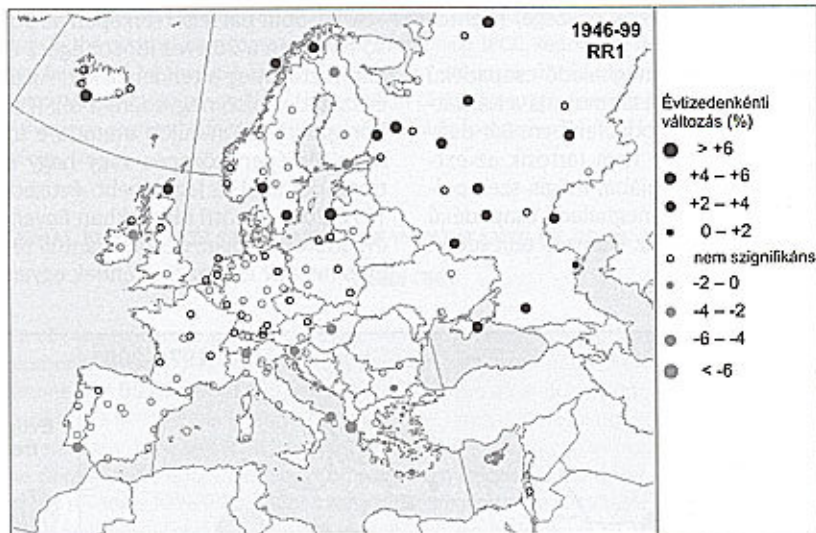 1946-99
RR1
Évtizedenkénti
változás (%)
> +6
+4 – +6
+2 – +4
0 – +2
nem szignifikáns
-2 – 0
-4 – -2
-6 – -4
< -6